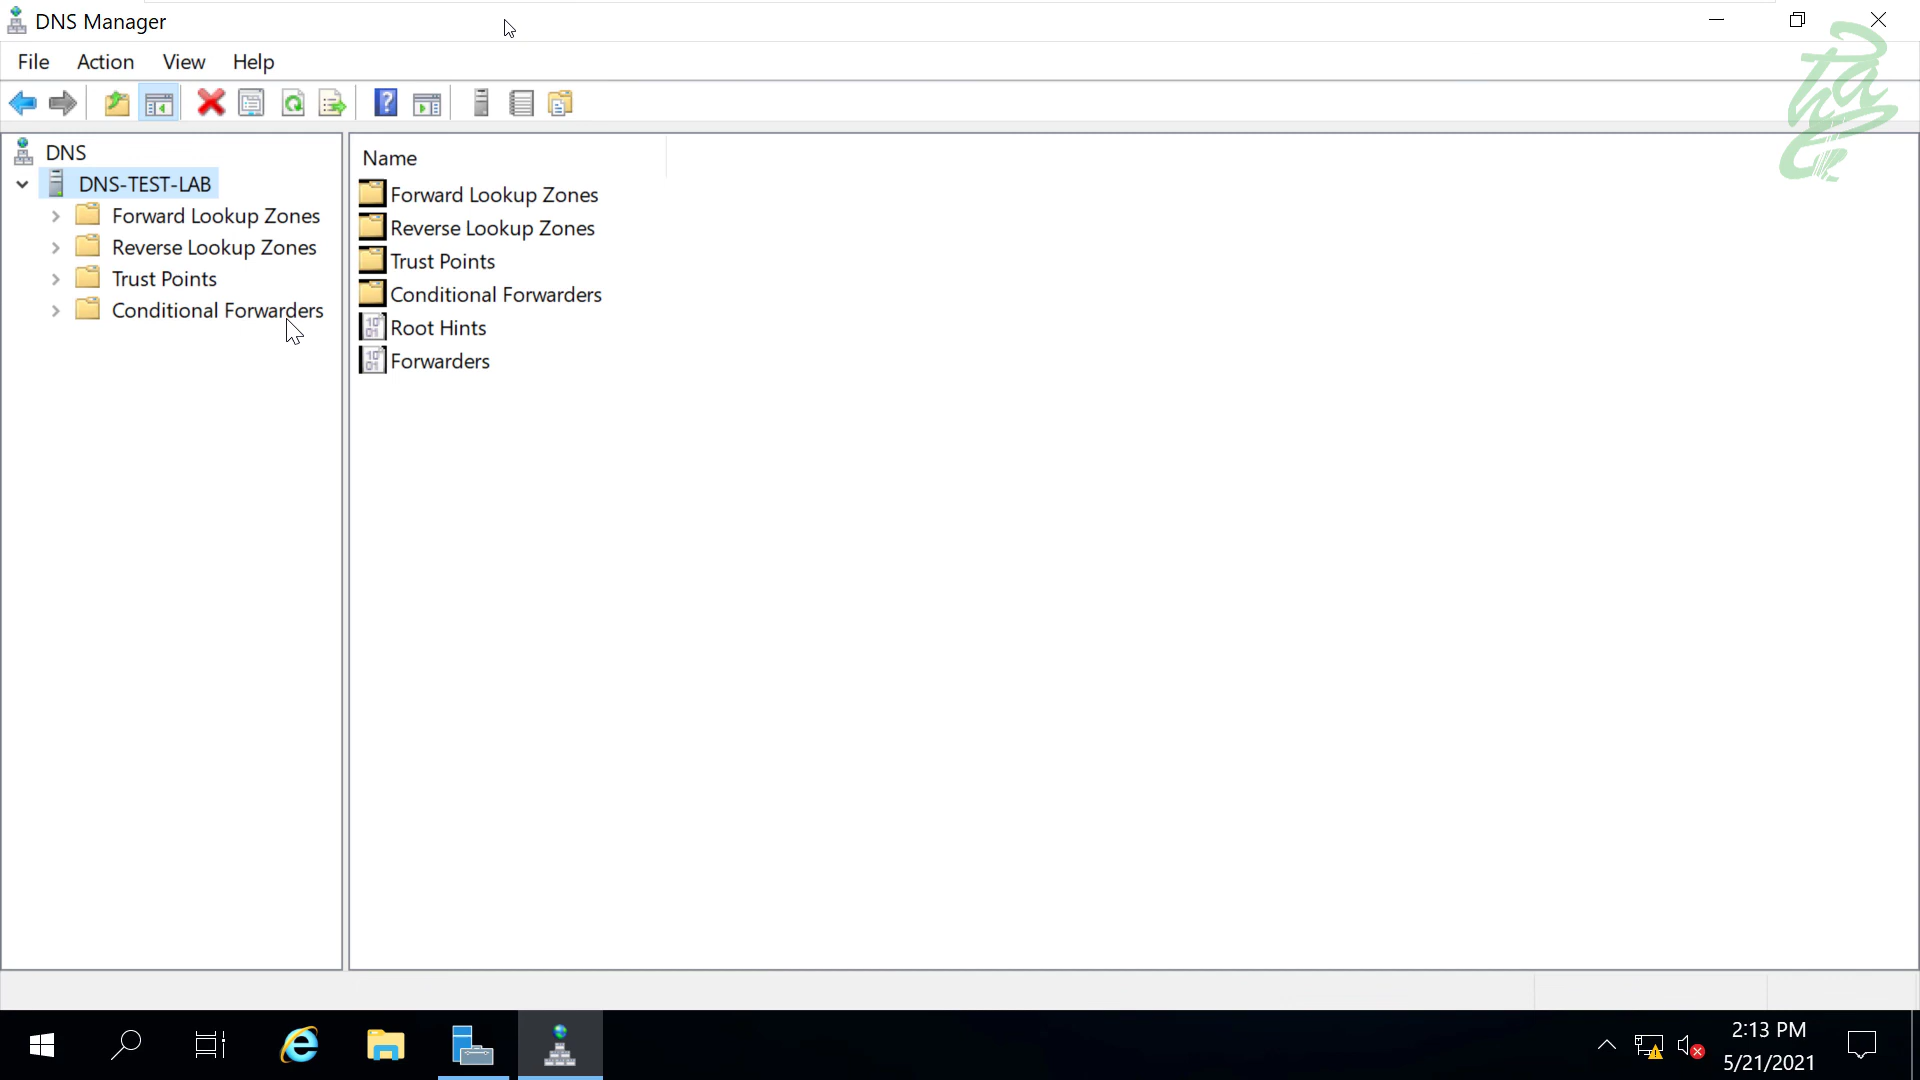 DNS Manager
File Action View Help
DNS
DNS-TEST-LAB
Forward Lookup Zones
Reverse Lookup Zones
Trust Points
Conditional Forwarders
Name
Forward Lookup Zones
Reverse Lookup Zones
Trust Points
Conditional Forwarders
Root Hints
Forwarders
2:13 PM
5/21/2021